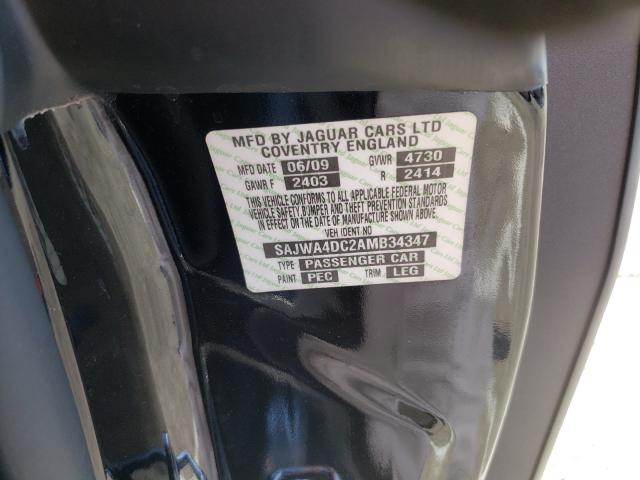 MFD BY JAGUAR CARS LTD
COVENTRY ENGLAND
MFD DATE 06/09 GVWR 4730
GAWR F 2403 R 2414
THIS VEHICLE CONFORMS TO ALL APPLICABLE FEDERAL MOTOR
VEHICLE SAFETY, BUMPER AND THEFT PREVENTION STANDARDS
IN EFFECT ON THE DATE OF MANUFACTURE SHOWN ABOVE.
VEH IDENT. NO
SAJWA4DC2AMB34347
TYPE PASSENGER CAR
PAINT PEC TRIM LEG